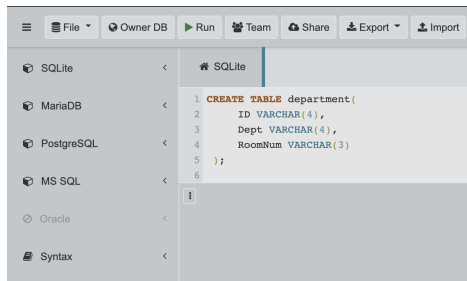 File Owner DB Run Team Share Export Import
SQLite
MariaDB
PostgreSQL
MS SQL
Oracle
Syntax
SQLite
1 CREATE TABLE department(
2 ID VARCHAR(4),
3 Dept VARCHAR(4),
4 RoomNum VARCHAR(3)
5 );
6